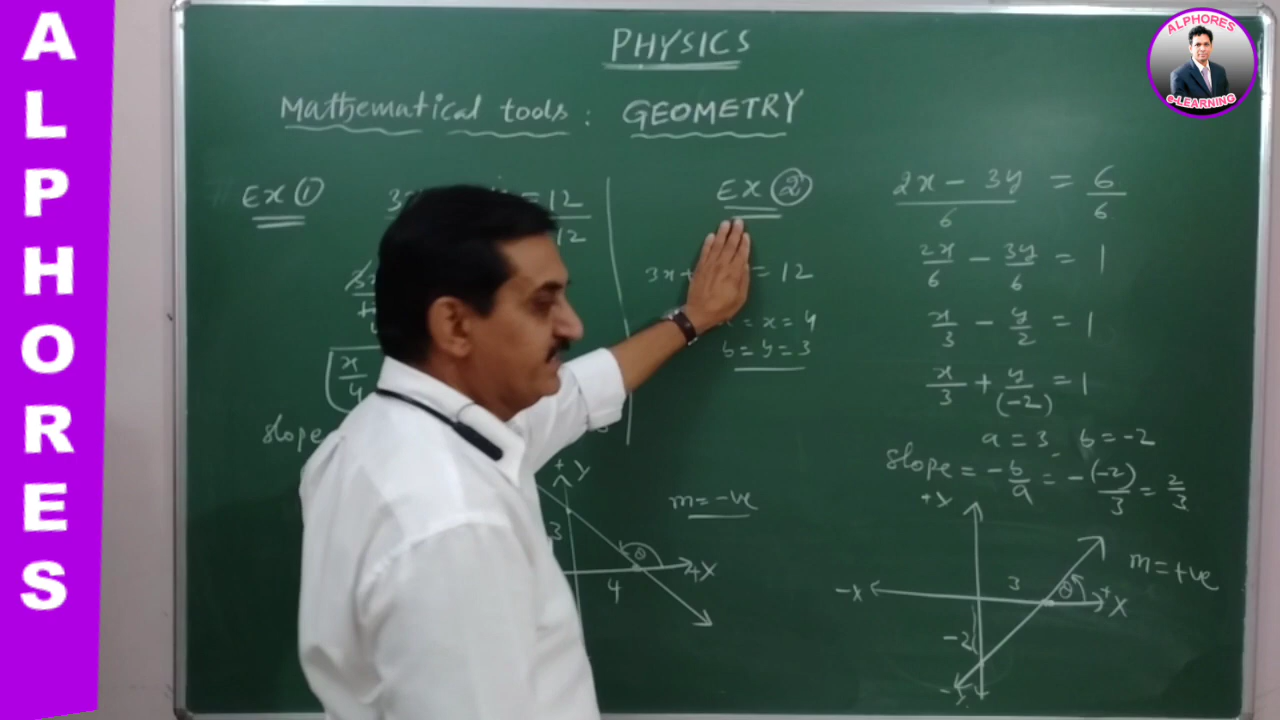 ALPHORES
ALPHORES
e-LEARNING
PHYSICS
Mathematical tools : GEOMETRY
Ex ①
= 12
12
x/4
slope
3
+Y
3
θ
4
+X
m = -ve
Ex ②
3x+ = 12
= x = 4
b = y = 3
2x - 3y / 6 = 6/6
2x/6 - 3y/6 = 1
x/3 - y/2 = 1
x/3 + y/(-2) = 1
a = 3, b = -2
slope = -b/a = -(-2)/3 = 2/3
+y
-x
3
θ
+X
m = +ve
-2
-y